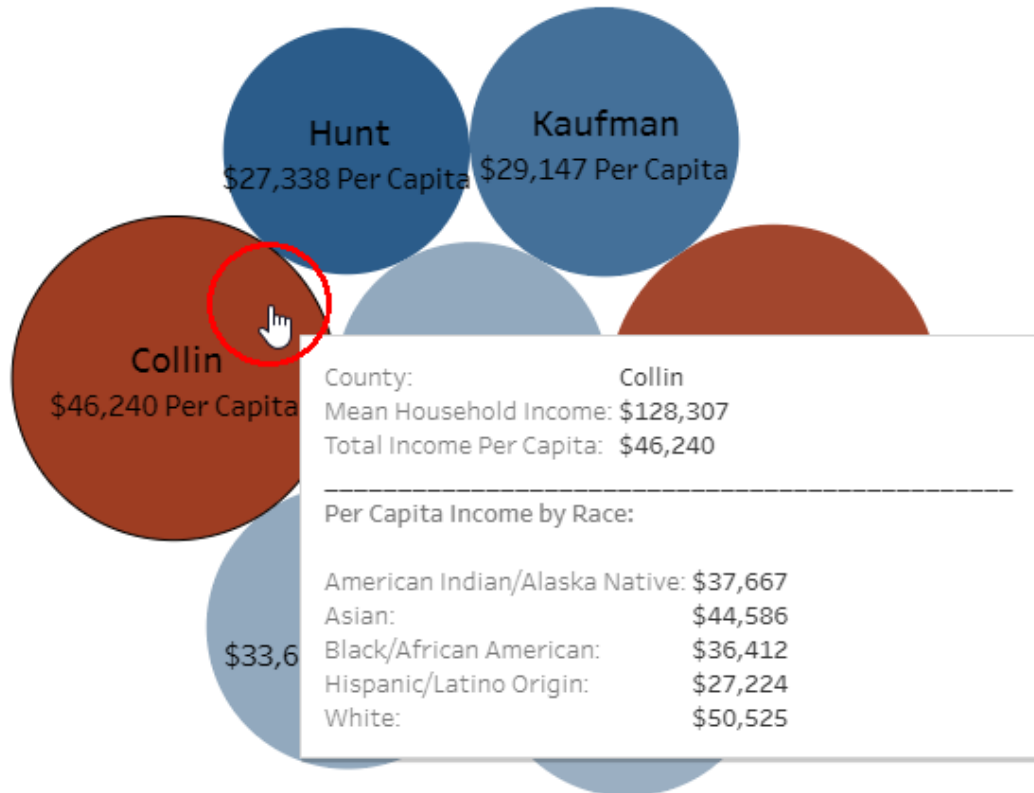 Hunt
$27,338 Per Capita
Kaufman
$29,147 Per Capita
Collin
$46,240 Per Capita
County: Collin
Mean Household Income: $128,307
Total Income Per Capita: $46,240
Per Capita Income by Race:
American Indian/Alaska Native: $37,667
Asian: $44,586
Black/African American: $36,412
Hispanic/Latino Origin: $27,224
White: $50,525
$33,6